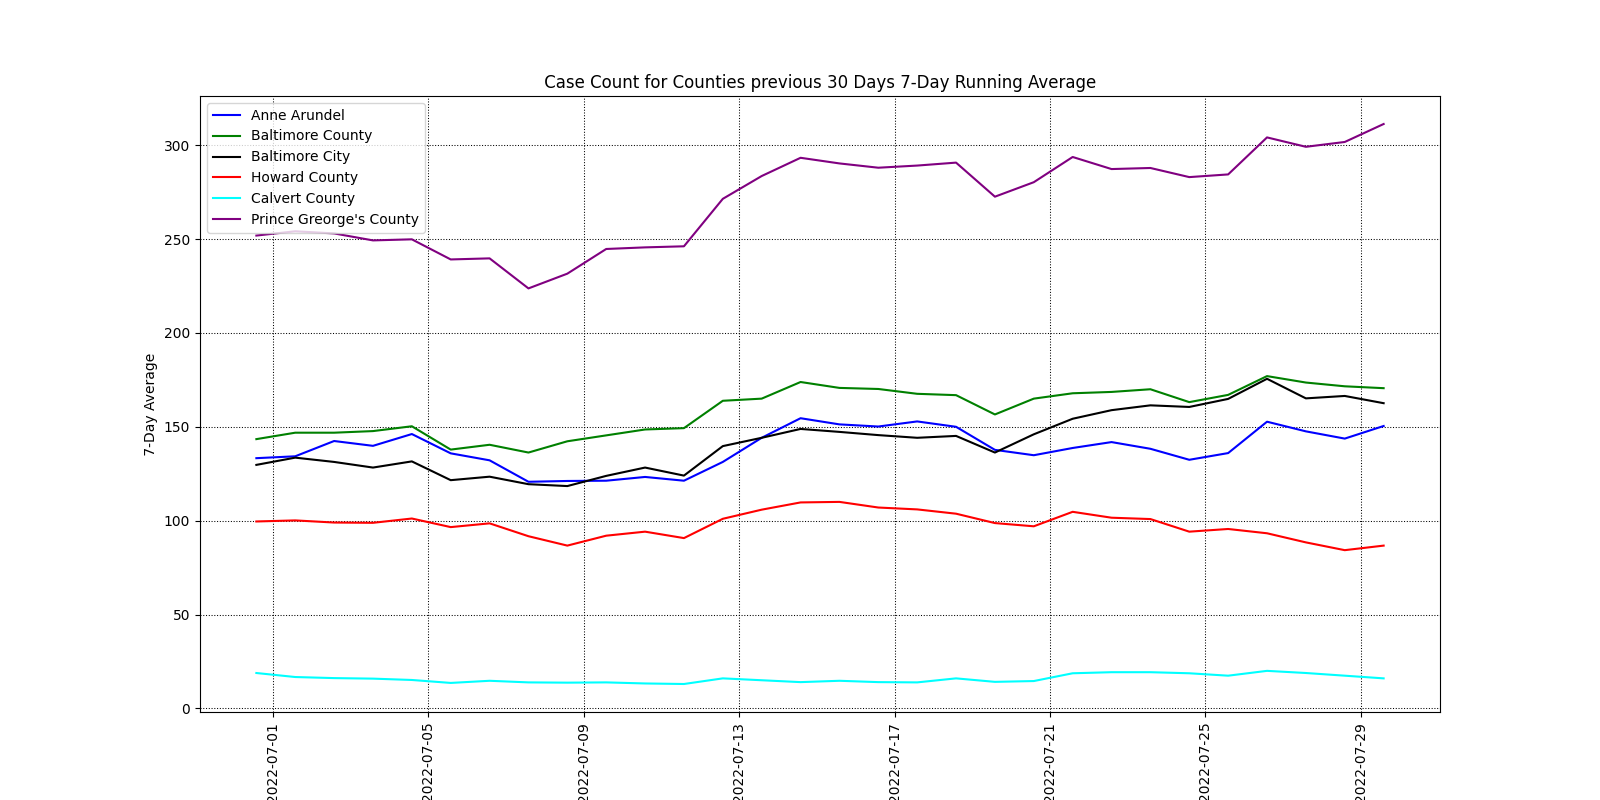 Case Count for Counties previous 30 Days 7-Day Running Average
Anne Arundel
Baltimore County
Baltimore City
Howard County
Calvert County
Prince Greorge's County
7-Day Average
300
250
200
150
100
50
0
2022-07-01
2022-07-05
2022-07-09
2022-07-13
2022-07-17
2022-07-21
2022-07-25
2022-07-29